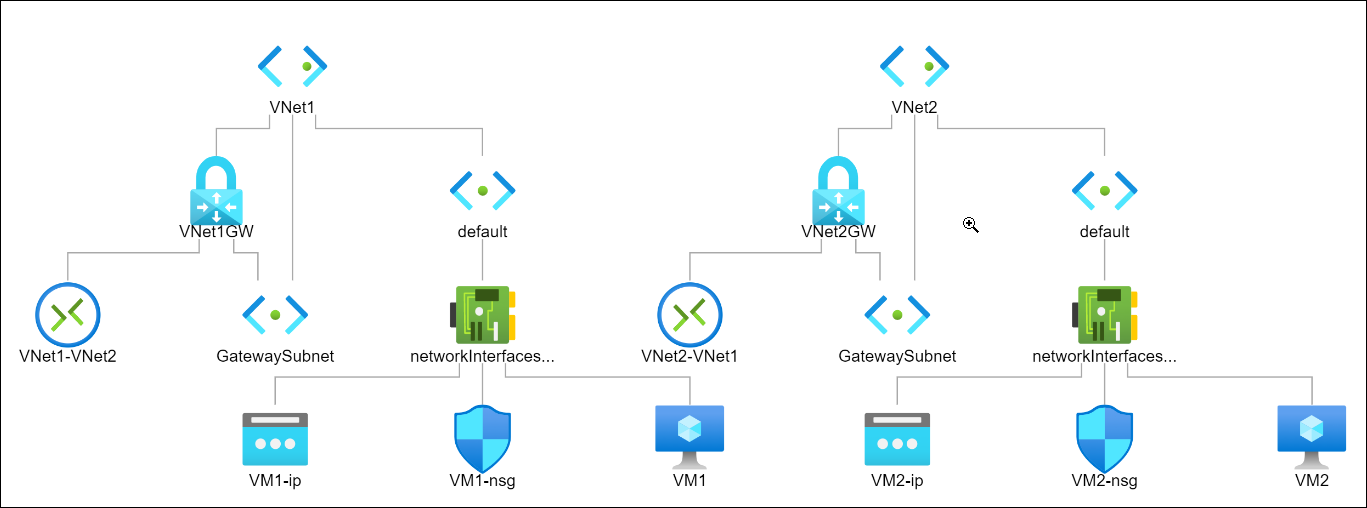 VNet1
VNet2
VNet1GW
default
VNet2GW
default
VNet1-VNet2
GatewaySubnet
networkInterfaces...
VNet2-VNet1
GatewaySubnet
networkInterfaces...
VM1-ip
VM1-nsg
VM1
VM2-ip
VM2-nsg
VM2